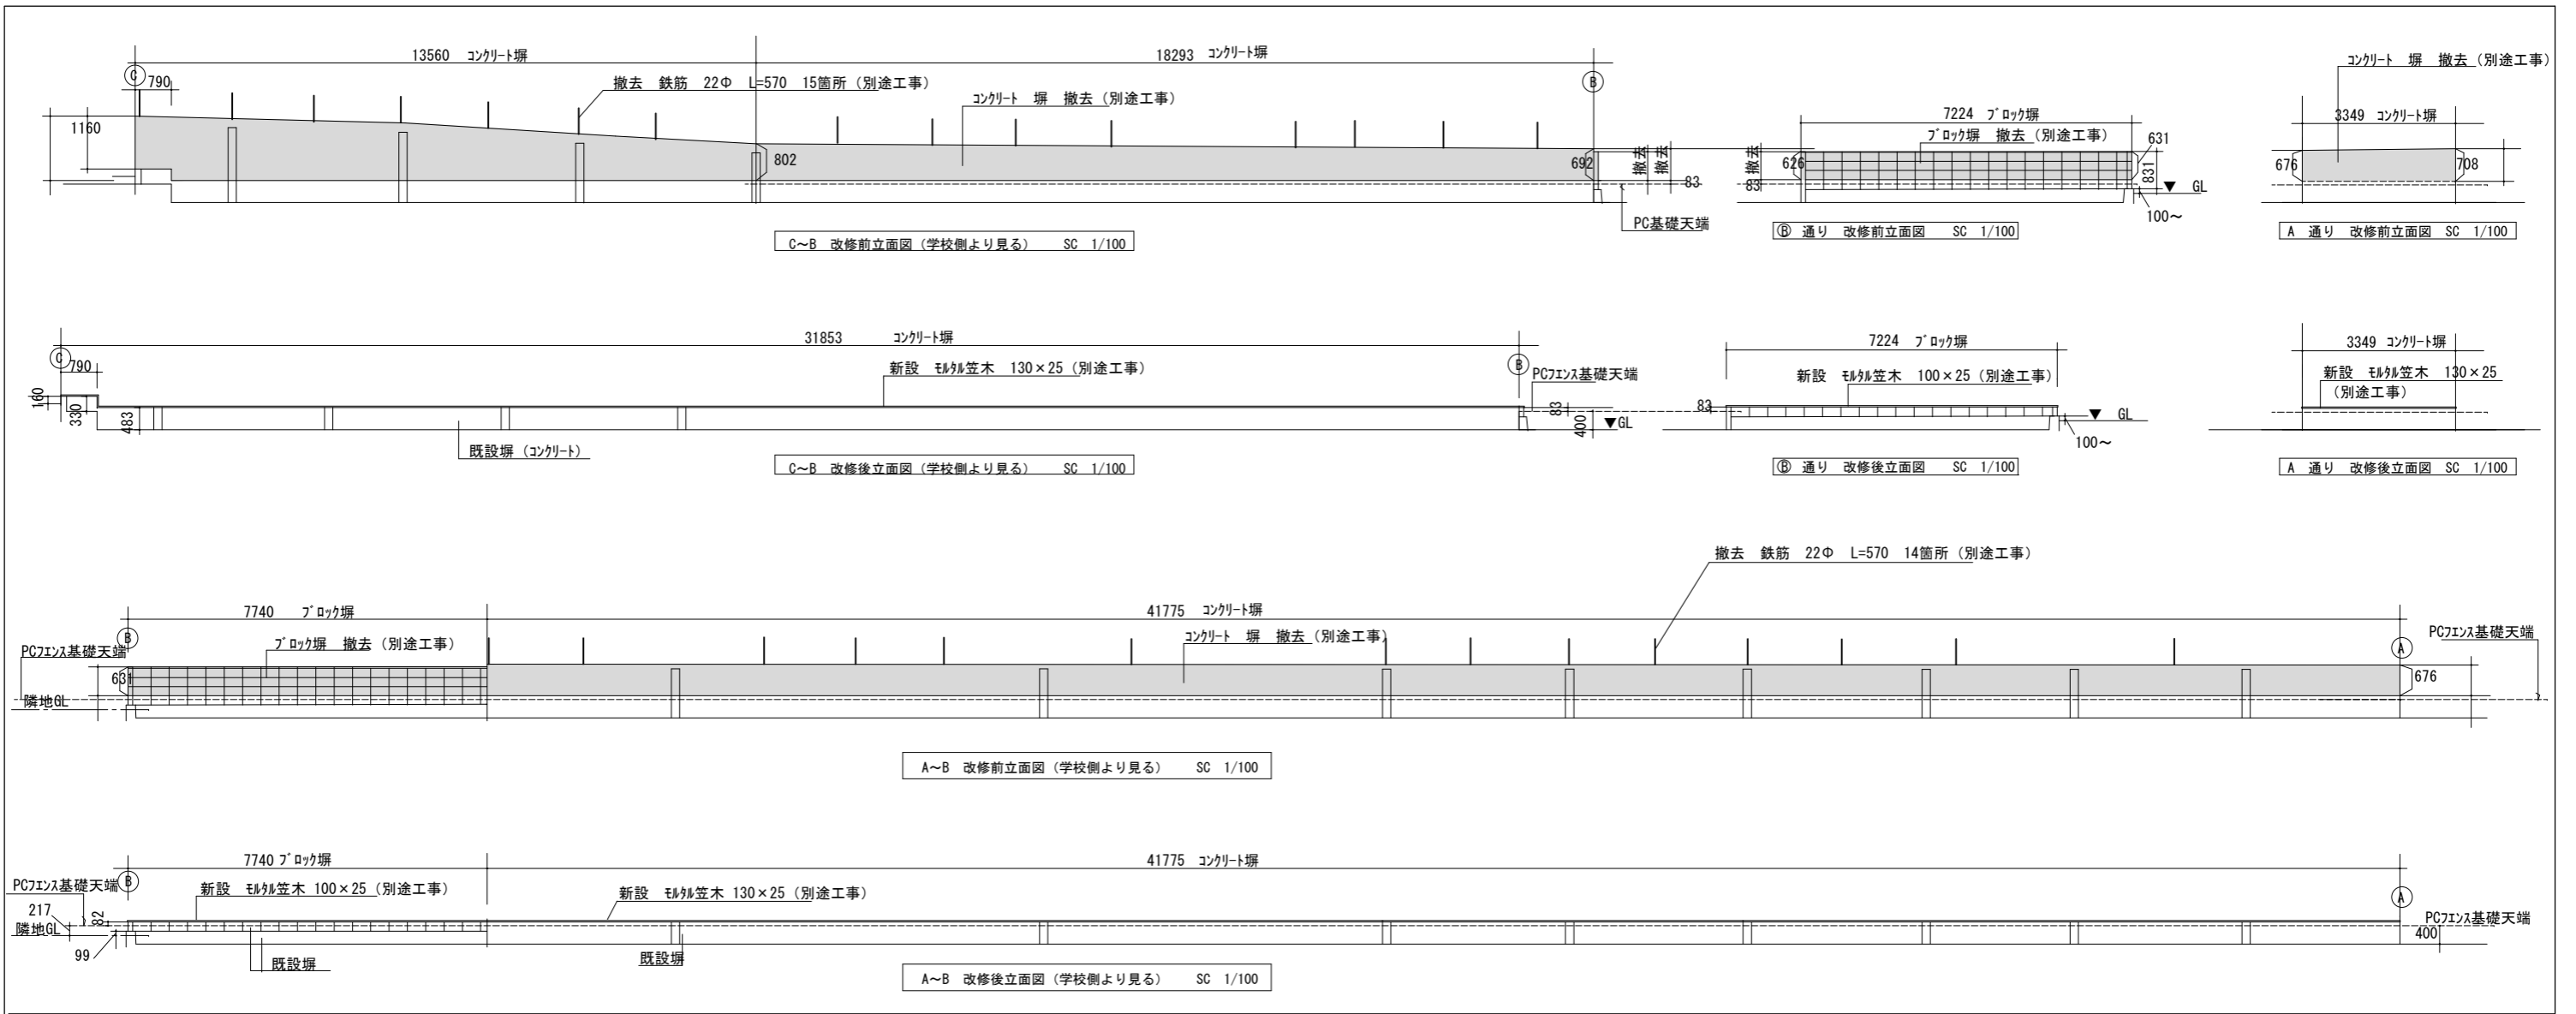 13560 コンクリート塀
18293 コンクリート塀
Ⓒ
790
1160
撤去 鉄筋 22Φ L=570 15箇所（別途工事）
コンクリート 塀 撤去（別途工事）
Ⓑ
802
692
撤去
撤去
83
PC基礎天端
C～B 改修前立面図（学校側より見る） SC 1/100
7224 ブロック塀
ブロック塀 撤去（別途工事）
631
撤去
626
83
831
GL
100～
Ⓑ 通り 改修前立面図 SC 1/100
コンクリート 塀 撤去（別途工事）
3349 コンクリート塀
676
708
A 通り 改修前立面図 SC 1/100
31853 コンクリート塀
Ⓒ
790
160
330
483
新設 モルタル笠木 130×25（別途工事）
既設塀（コンクリート）
Ⓑ
PCフェンス基礎天端
83
400
▼GL
C～B 改修後立面図（学校側より見る） SC 1/100
7224 ブロック塀
新設 モルタル笠木 100×25（別途工事）
83
▼ GL
100～
Ⓑ 通り 改修後立面図 SC 1/100
3349 コンクリート塀
新設 モルタル笠木 130×25
（別途工事）
A 通り 改修後立面図 SC 1/100
撤去 鉄筋 22Φ L=570 14箇所（別途工事）
7740 ブロック塀
41775 コンクリート塀
Ⓑ
ブロック塀 撤去（別途工事）
コンクリート 塀 撤去（別途工事）
PCフェンス基礎天端
631
隣地GL
Ⓐ
PCフェンス基礎天端
676
A～B 改修前立面図（学校側より見る） SC 1/100
7740 ブロック塀
41775 コンクリート塀
PCフェンス基礎天端
Ⓑ
新設 モルタル笠木 100×25（別途工事）
新設 モルタル笠木 130×25（別途工事）
217
82
隣地GL
99
既設塀
既設塀
Ⓐ
PCフェンス基礎天端
400
A～B 改修後立面図（学校側より見る） SC 1/100